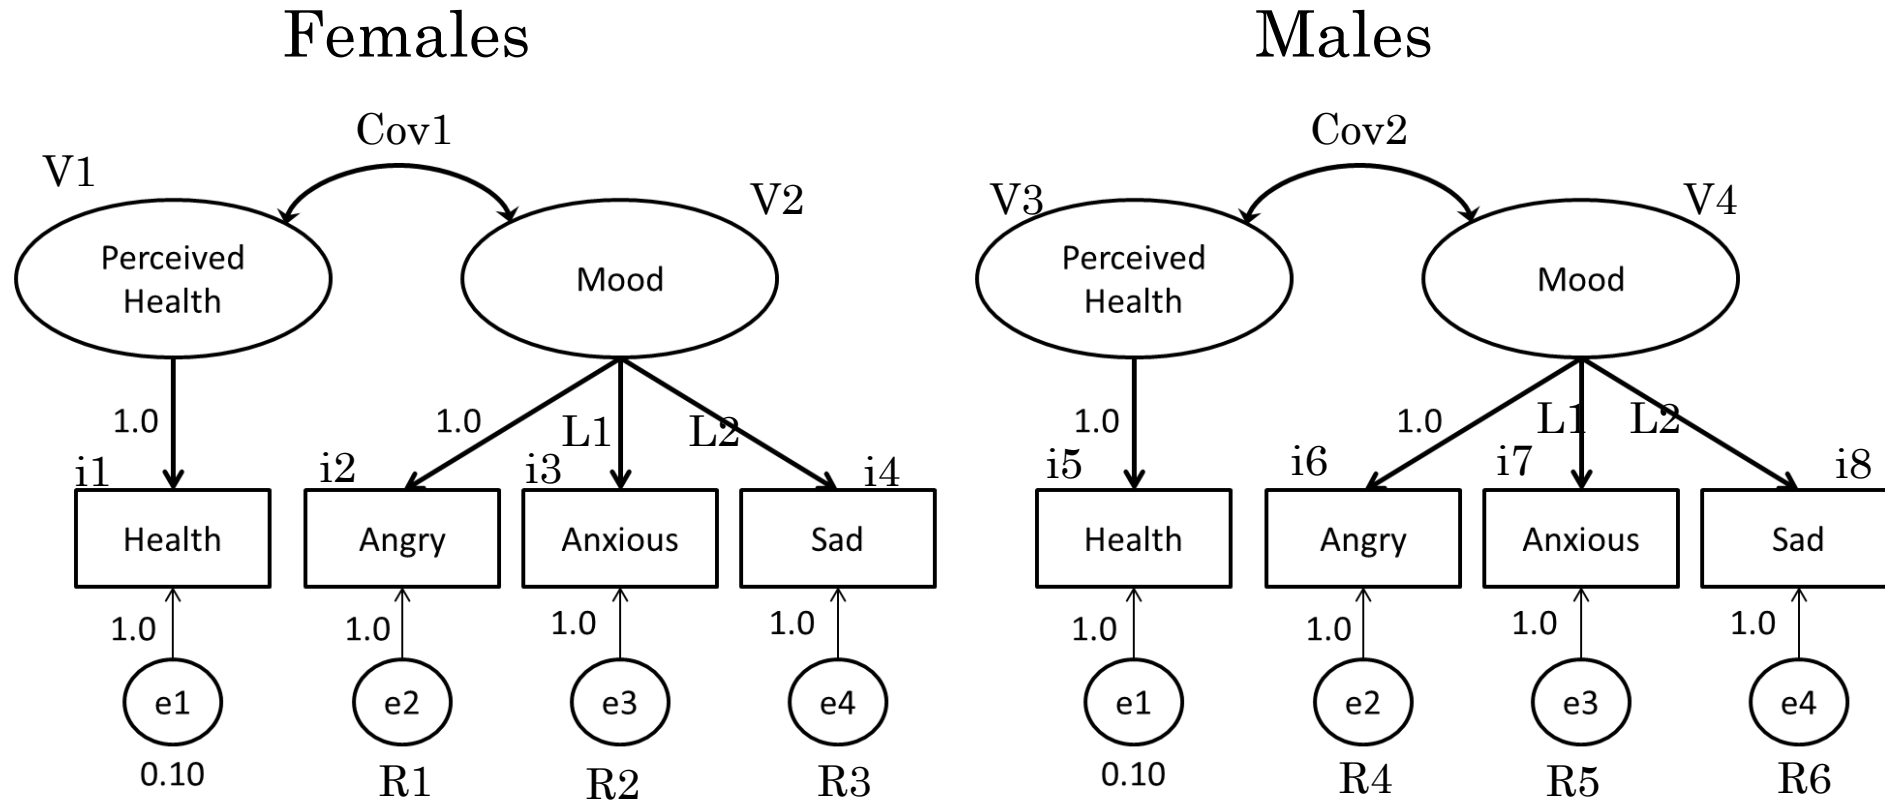 Females
Males
Cov1
Cov2
V1
V2
V3
V4
Perceived
Health
Mood
Perceived
Health
Mood
1.0
1.0
L1
L2
1.0
1.0
L1
L2
i1
i2
i3
i4
i5
i6
i7
i8
Health
Angry
Anxious
Sad
Health
Angry
Anxious
Sad
1.0
1.0
1.0
1.0
1.0
1.0
1.0
1.0
e1
e2
e3
e4
e1
e2
e3
e4
0.10
R1
R2
R3
0.10
R4
R5
R6